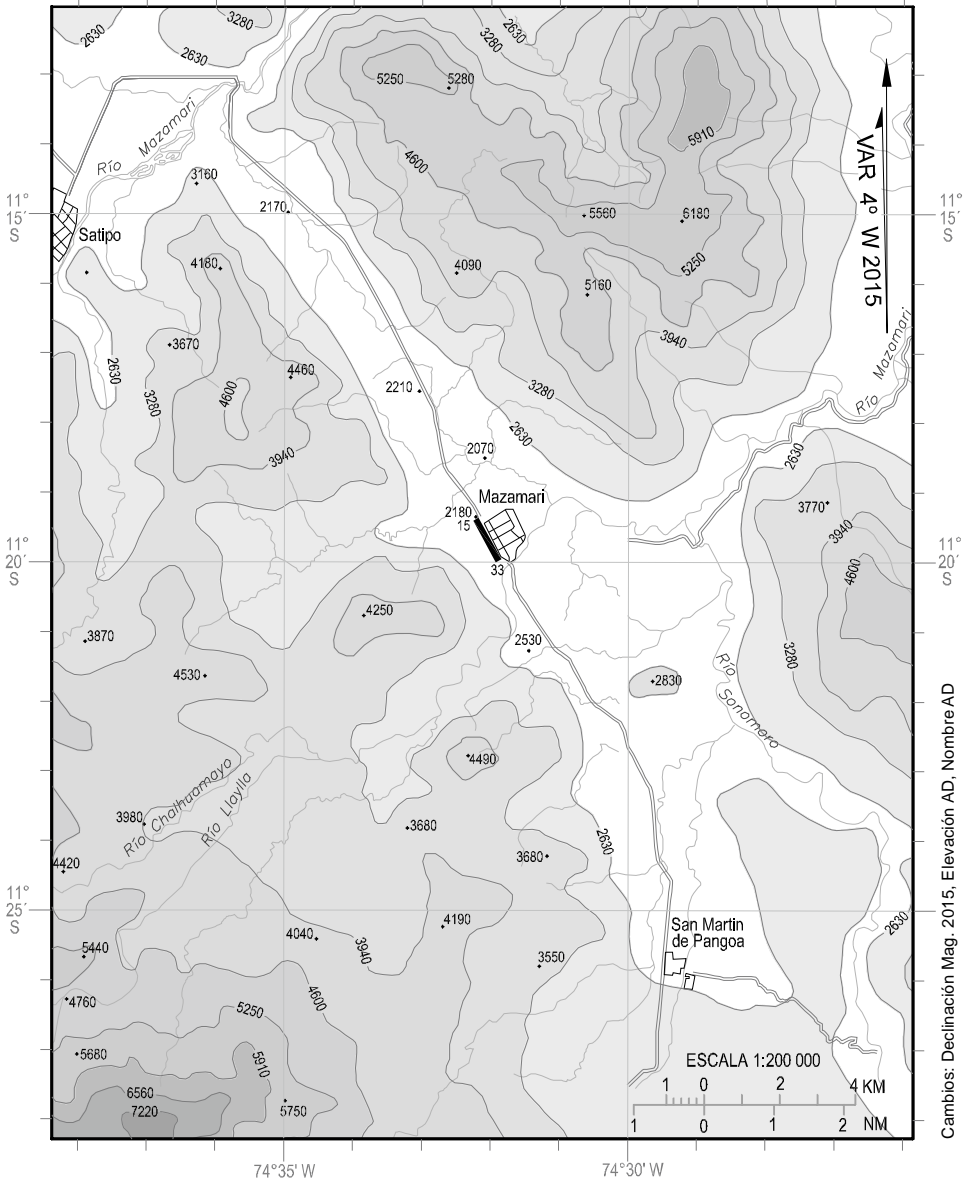 3280
2630
2630
3280
2630
5250
5280
5910
4600
VAR 4º W 2015
Río Mazamari
3160
2170
11° 15´ S
Satipo
5560
6180
11° 15´ S
4180
4090
5250
5160
3670
2630
3280
4460
4600
3940
2210
3940
3280
Río Mazamari
2630
2070
2630
Mazamari
2180
15
33
3770
3940
4600
11° 20´ S
11° 20´ S
4250
3870
2530
3280
4530
2830
Río Sonomoro
4490
Río Chalhuamayo
Río Llaylla
3980
3680
3680
2630
4420
11° 25´ S
11° 25´ S
4190
4040
3940
3550
San Martin
de Pangoa
2630
5440
4760
4600
5250
5680
5910
6560
7220
5750
ESCALA 1:200 000
1 0 2 4 KM
1 0 1 2 NM
74°35' W
74°30' W
Cambios: Declinación Mag. 2015, Elevación AD, Nombre AD